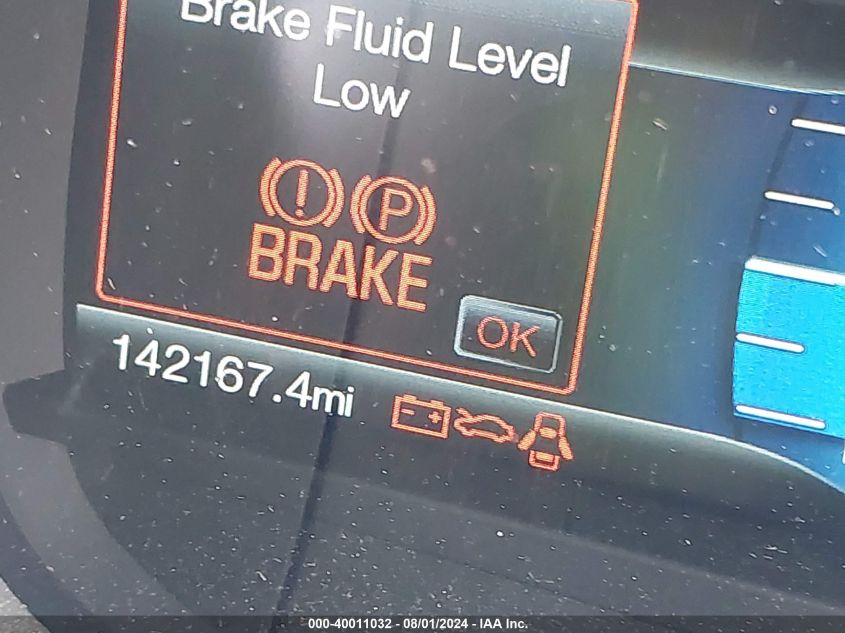 Brake Fluid Level
Low
P
BRAKE
OK
142167.4mi
000-40011032 - 08/01/2024 - IAA Inc.